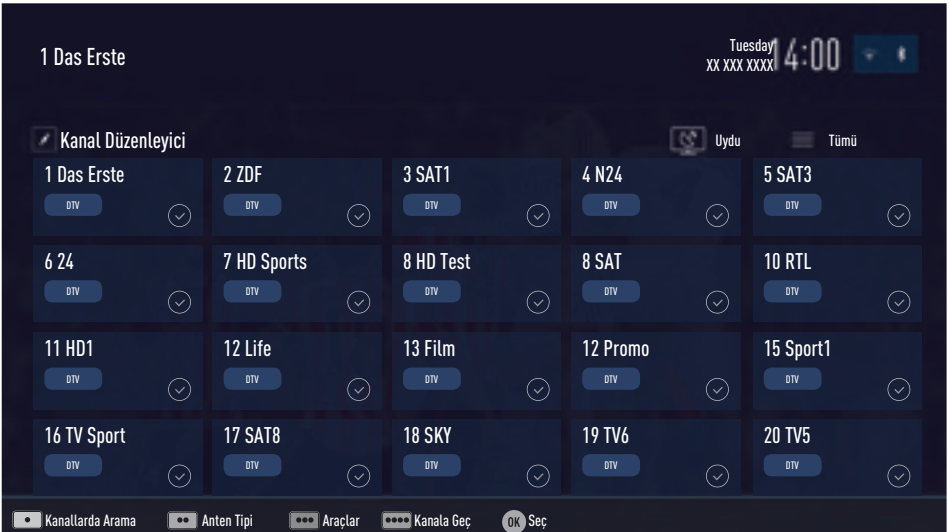 1 Das Erste
Tuesday
XX XXX XXXX
14:00
Kanal Düzenleyici
Uydu
Tümü
1 Das Erste
DTV
2 ZDF
DTV
3 SAT1
DTV
4 N24
DTV
5 SAT3
DTV
6 24
DTV
7 HD Sports
DTV
8 HD Test
DTV
8 SAT
DTV
10 RTL
DTV
11 HD1
DTV
12 Life
DTV
13 Film
DTV
12 Promo
DTV
15 Sport1
DTV
16 TV Sport
DTV
17 SAT8
DTV
18 SKY
DTV
19 TV6
DTV
20 TV5
DTV
Kanallarda Arama Anten Tipi Araçlar Kanala Geç OK Seç